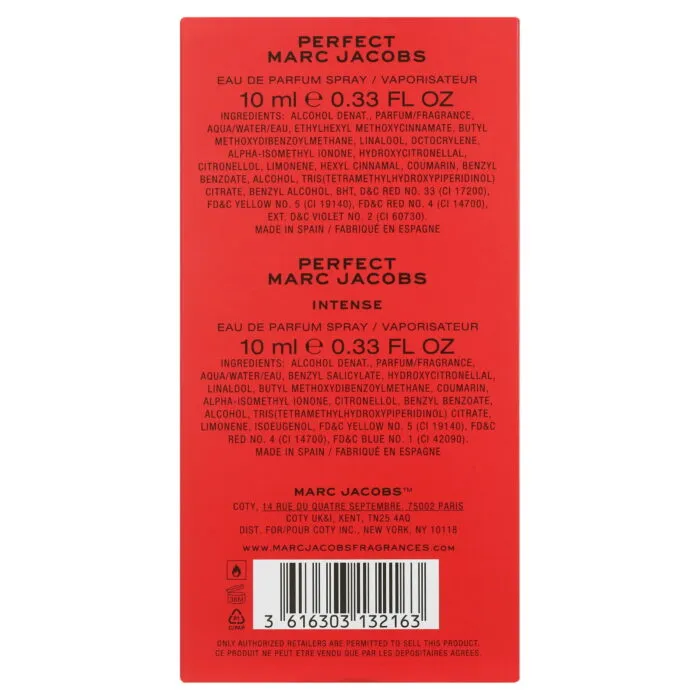 PERFECT
MARC JACOBS
EAU DE PARFUM SPRAY / VAPORISATEUR
10 ml ℮ 0.33 FL OZ
INGREDIENTS: ALCOHOL DENAT., PARFUM/FRAGRANCE,
AQUA/WATER/EAU, ETHYLHEXYL METHOXYCINNAMATE, BUTYL
METHOXYDIBENZOYLMETHANE, LINALOOL, OCTOCRYLENE,
ALPHA-ISOMETHYL IONONE, HYDROXYCITRONELLAL,
CITRONELLOL, LIMONENE, HEXYL CINNAMAL, COUMARIN, BENZYL
BENZOATE, ALCOHOL, TRIS(TETRAMETHYLHYDROXYPIPERIDINOL)
CITRATE, BENZYL ALCOHOL, BHT, D&C RED NO. 33 (CI 17200),
FD&C YELLOW NO. 5 (CI 19140), FD&C RED NO. 4 (CI 14700),
EXT. D&C VIOLET NO. 2 (CI 60730).
MADE IN SPAIN / FABRIQUÉ EN ESPAGNE
PERFECT
MARC JACOBS
INTENSE
EAU DE PARFUM SPRAY / VAPORISATEUR
10 ml ℮ 0.33 FL OZ
INGREDIENTS: ALCOHOL DENAT., PARFUM/FRAGRANCE,
AQUA/WATER/EAU, BENZYL SALICYLATE, HYDROXYCITRONELLAL,
LINALOOL, BUTYL METHOXYDIBENZOYLMETHANE, COUMARIN,
ALPHA-ISOMETHYL IONONE, CITRONELLOL, BENZYL BENZOATE,
ALCOHOL, TRIS(TETRAMETHYLHYDROXYPIPERIDINOL) CITRATE,
LIMONENE, ISOEUGENOL, FD&C YELLOW NO. 5 (CI 19140), FD&C
RED NO. 4 (CI 14700), FD&C BLUE NO. 1 (CI 42090).
MADE IN SPAIN / FABRIQUÉ EN ESPAGNE
MARC JACOBS™
COTY, 14 RUE DU QUATRE SEPTEMBRE, 75002 PARIS
COTY UK&I, KENT, TN25 4AQ
DIST. FOR/POUR COTY INC., NEW YORK, NY 10118
WWW.MARCJACOBSFRAGRANCES.COM
36M
3 616303 132163
ONLY AUTHORIZED RETAILERS ARE PERMITTED TO SELL THIS PRODUCT.
CE PRODUIT NE PEUT ÊTRE VENDU QUE PAR LES DÉPOSITAIRES AGRÉÉS.